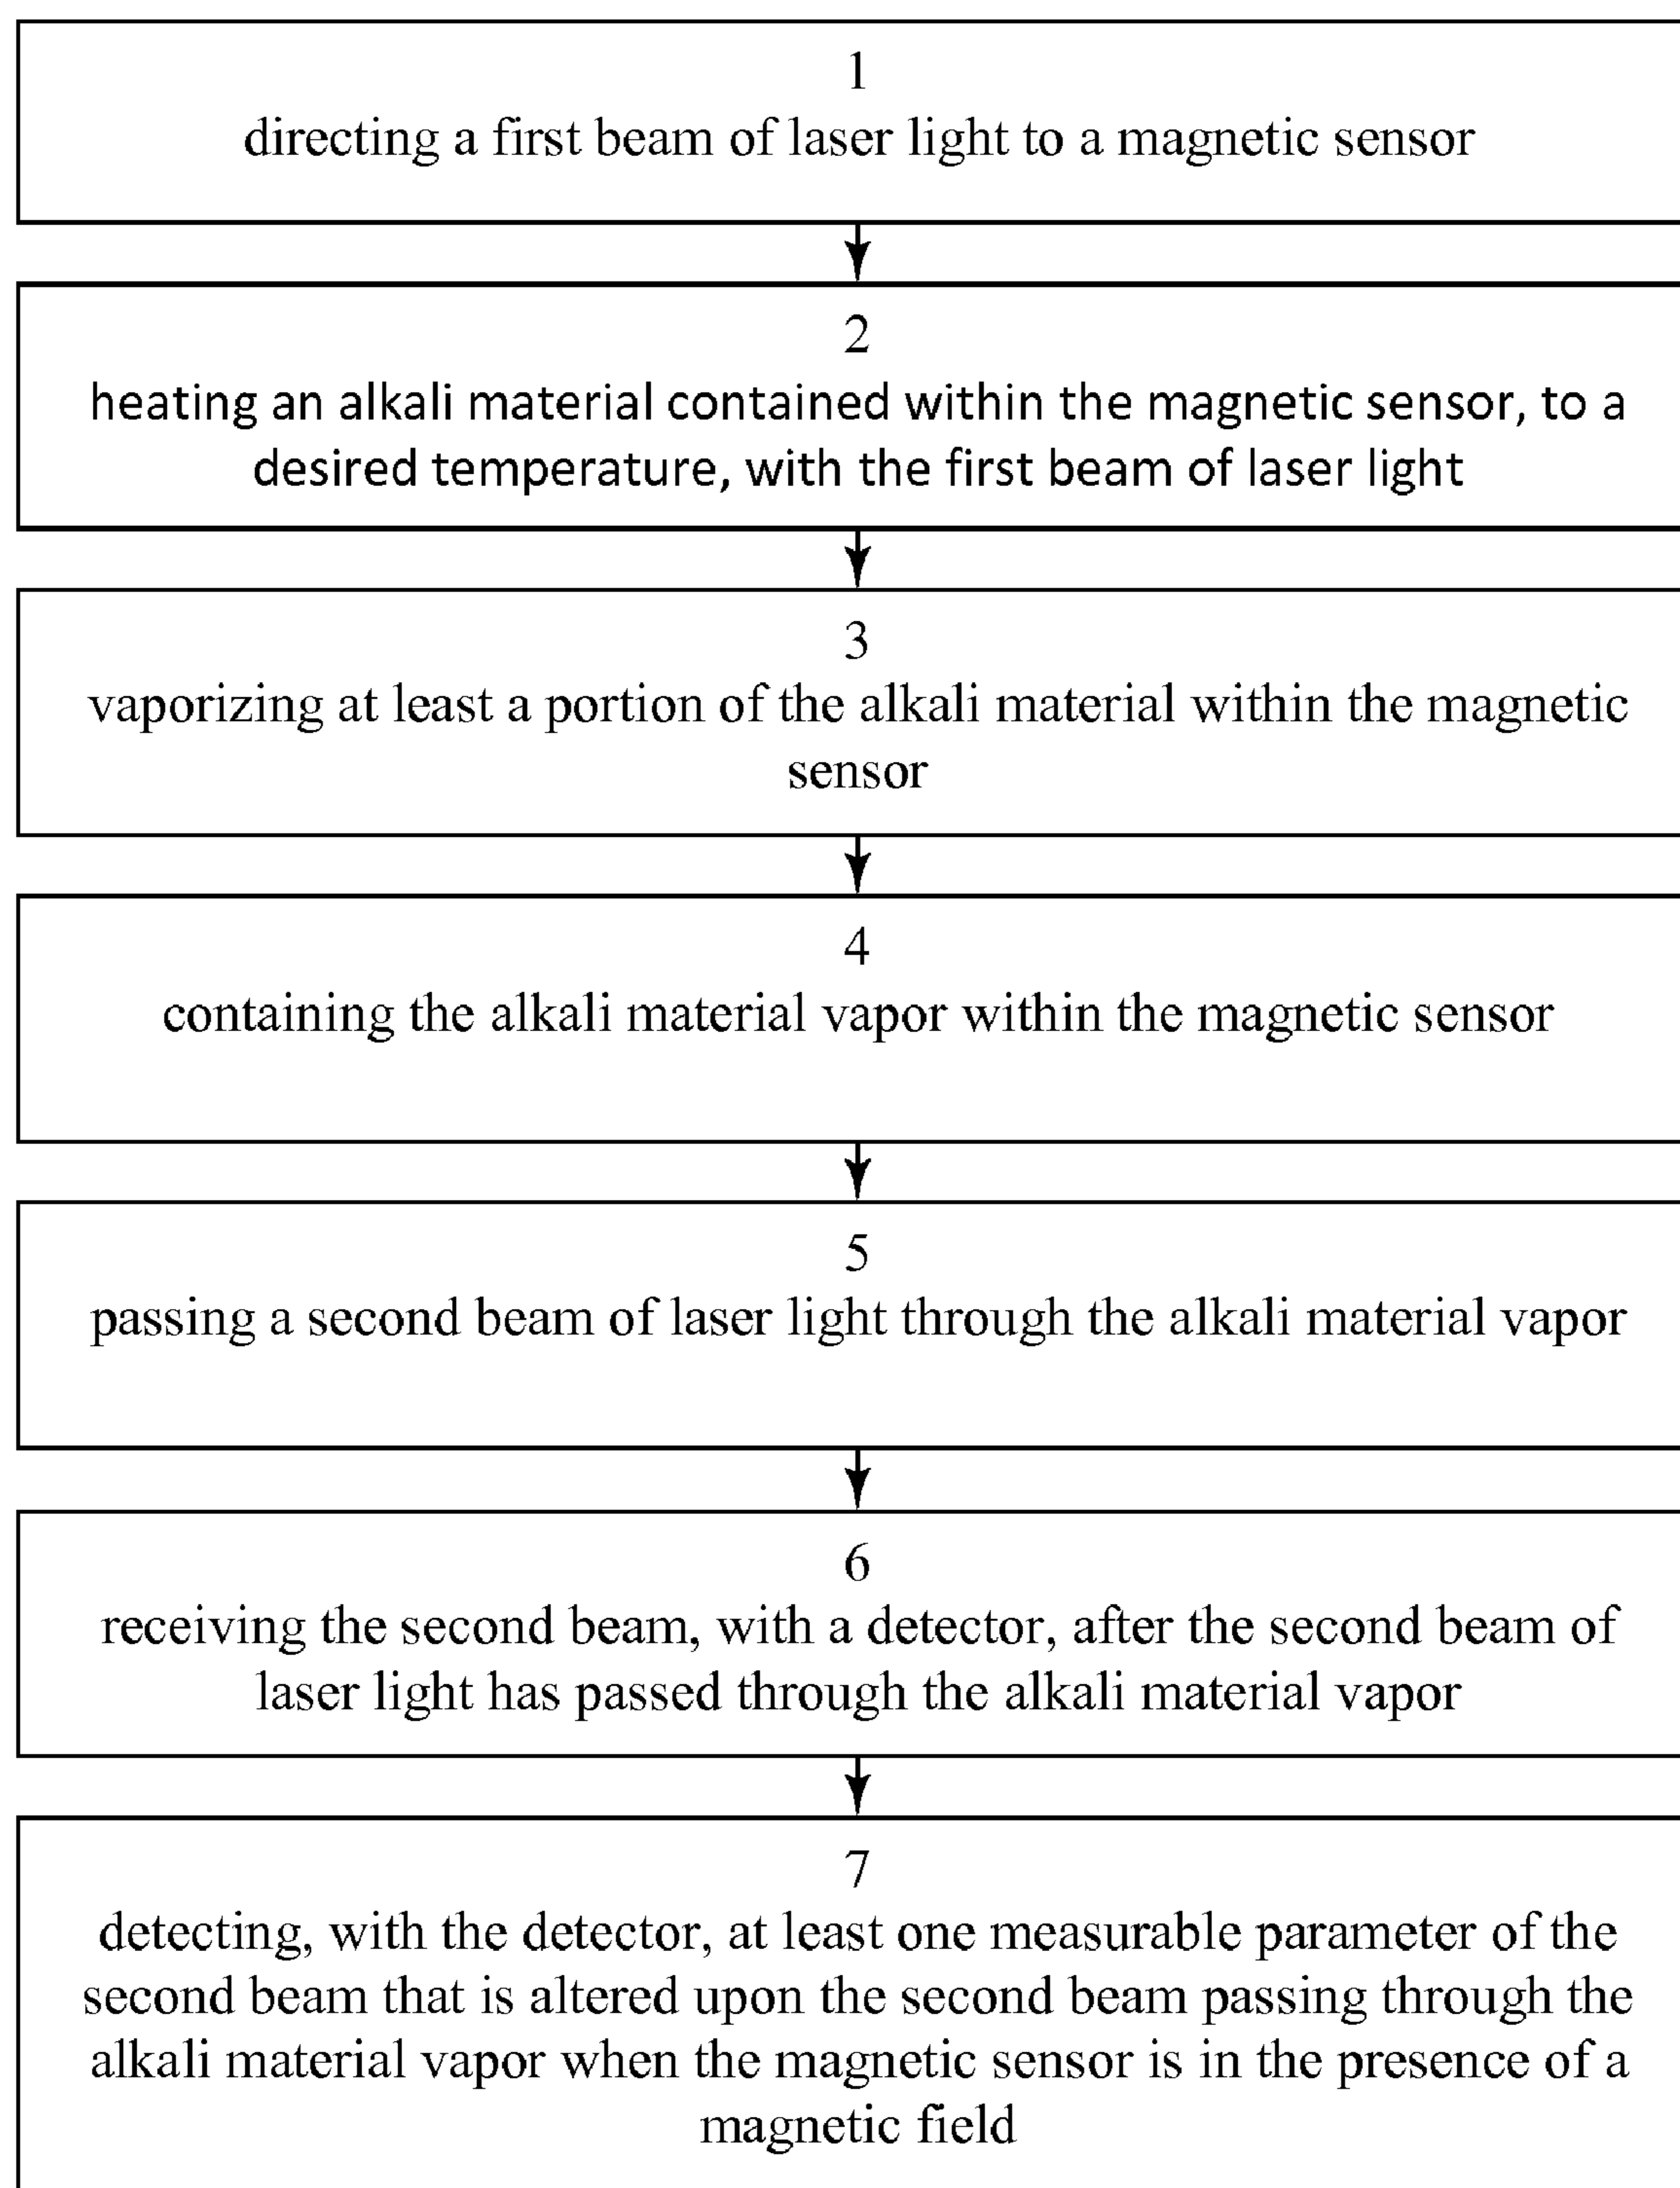 1
directing a first beam of laser light to a magnetic sensor
2
heating an alkali material contained within the magnetic sensor, to a
desired temperature, with the first beam of laser light
3
vaporizing at least a portion of the alkali material within the magnetic
sensor
4
containing the alkali material vapor within the magnetic sensor
5
passing a second beam of laser light through the alkali material vapor
6
receiving the second beam, with a detector, after the second beam of
laser light has passed through the alkali material vapor
7
detecting, with the detector, at least one measurable parameter of the
second beam that is altered upon the second beam passing through the
alkali material vapor when the magnetic sensor is in the presence of a
magnetic field